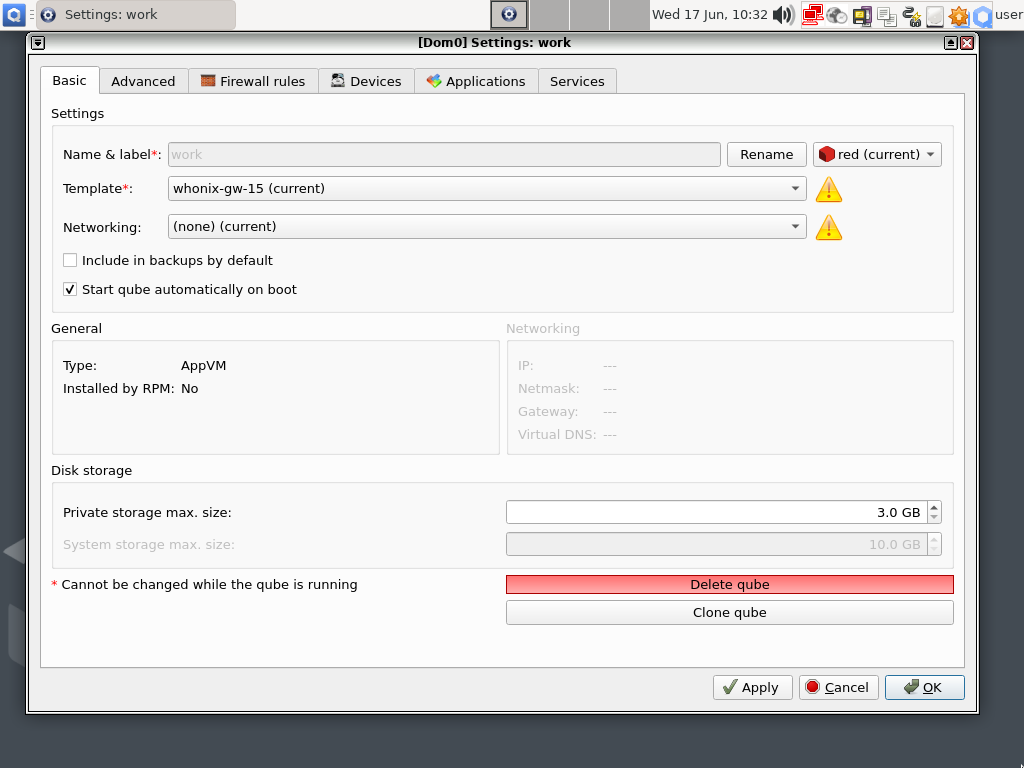 Settings: work
Wed 17 Jun, 10:32
user
[Dom0] Settings: work
Basic
Advanced
Firewall rules
Devices
Applications
Services
Settings
Name & label*: work Rename red (current)
Template*: whonix-gw-15 (current)
Networking: (none) (current)
Include in backups by default
Start qube automatically on boot
General
Type: AppVM
Installed by RPM: No
Networking
IP: ---
Netmask: ---
Gateway: ---
Virtual DNS: ---
Disk storage
Private storage max. size: 3.0 GB
System storage max. size: 10.0 GB
* Cannot be changed while the qube is running
Delete qube
Clone qube
Apply
Cancel
OK